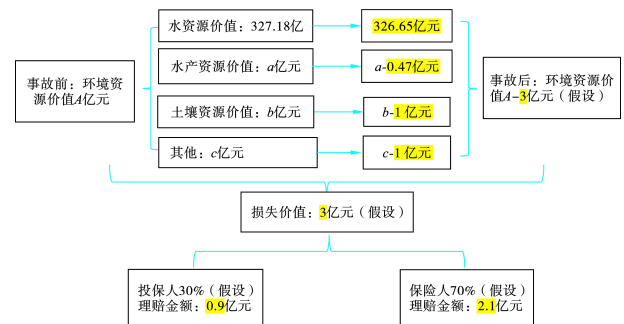 事故前：环境资
源价值A亿元
水资源价值：327.18亿
326.65亿元
水产资源价值：a亿元
a-0.47亿元
土壤资源价值：b亿元
b-1 亿元
其他：c亿元
c-1 亿元
事故后：环境资源价
值A-3亿元（假设）
损失价值：3亿元（假设）
投保人30%（假设）
理赔金额：0.9亿元
保险人70%（假设）
理赔金额：2.1亿元